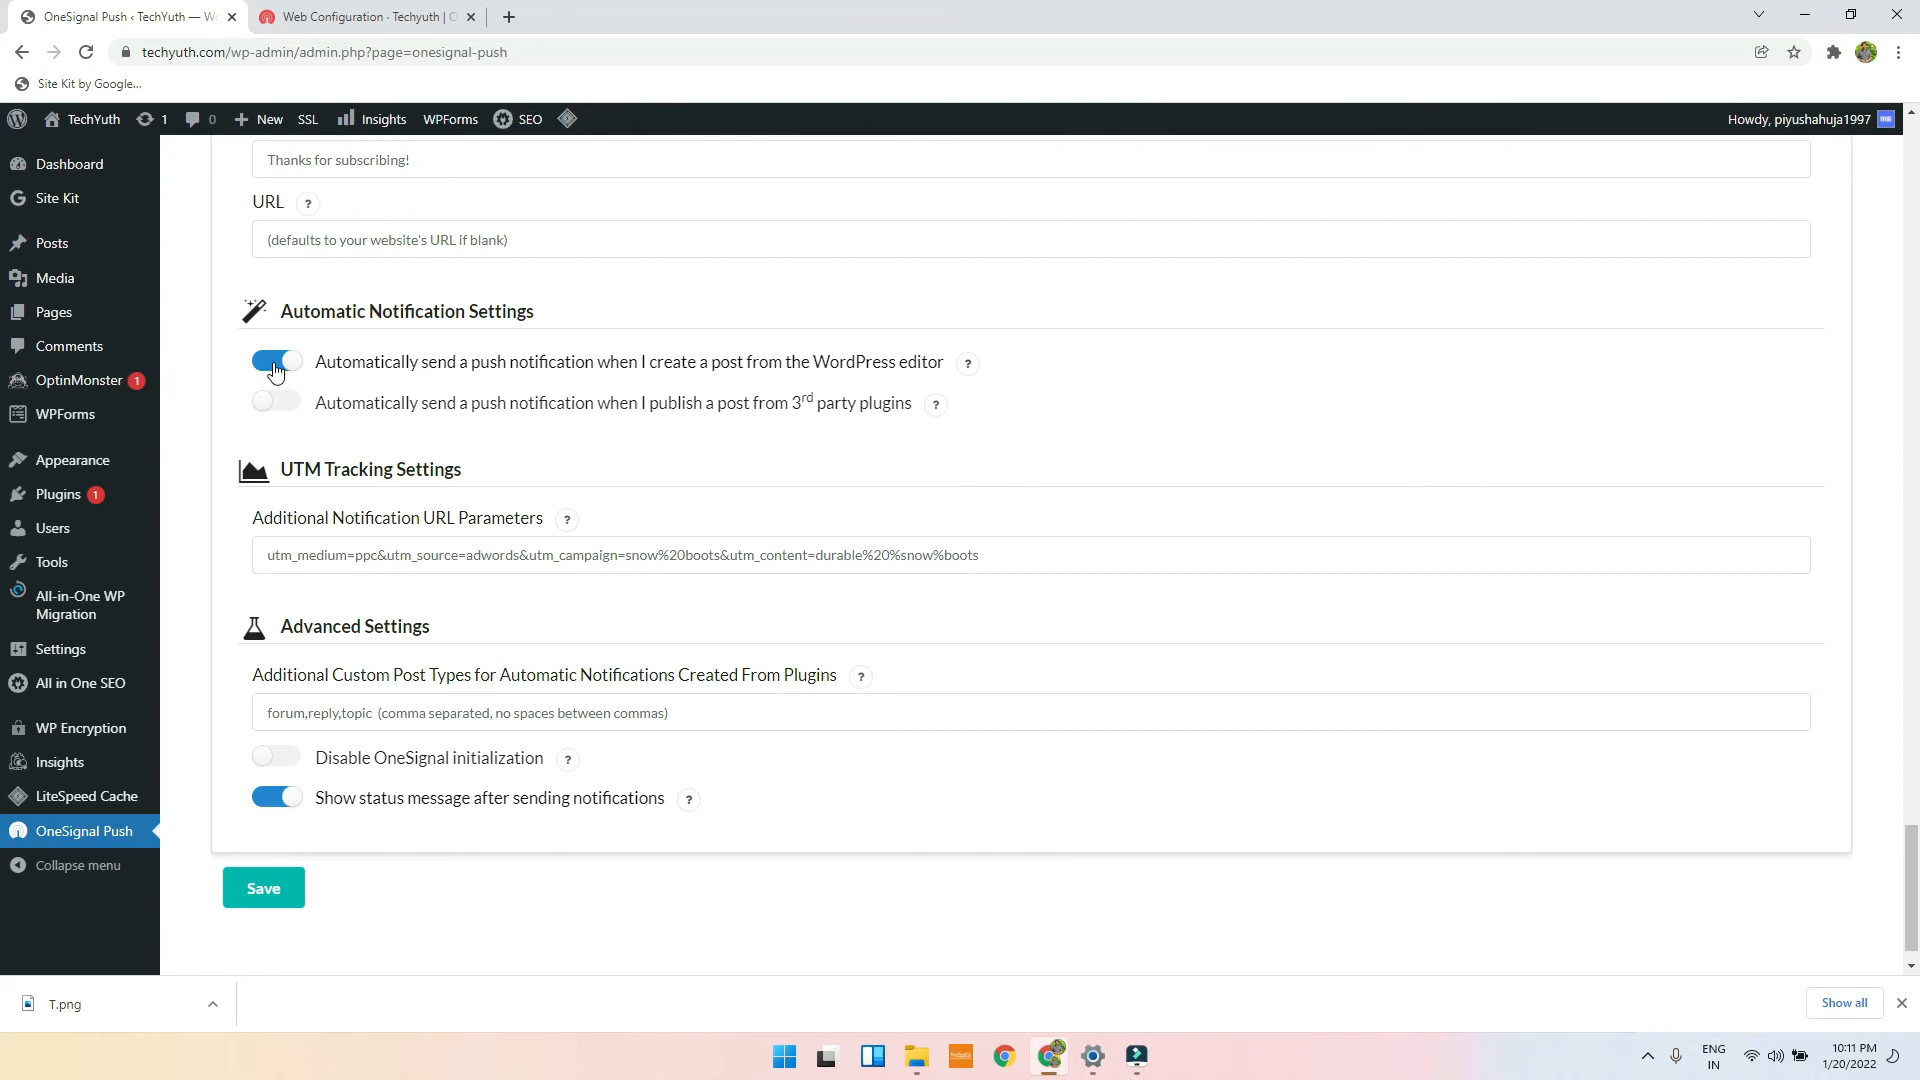 OneSignal Push ‹ TechYuth — Wo
Web Configuration · Techyuth | O
techyuth.com/wp-admin/admin.php?page=onesignal-push
Site Kit by Google...
TechYuth
1
0
New
SSL
Insights
WPForms
SEO
Howdy, piyushahuja1997
Dashboard
Site Kit
Posts
Media
Pages
Comments
OptinMonster 1
WPForms
Appearance
Plugins 1
Users
Tools
All-in-One WP
Migration
Settings
All in One SEO
WP Encryption
Insights
LiteSpeed Cache
OneSignal Push
Collapse menu
Thanks for subscribing!
URL ?
(defaults to your website's URL if blank)
Automatic Notification Settings
Automatically send a push notification when I create a post from the WordPress editor ?
Automatically send a push notification when I publish a post from 3rd party plugins ?
UTM Tracking Settings
Additional Notification URL Parameters ?
utm_medium=ppc&utm_source=adwords&utm_campaign=snow%20boots&utm_content=durable%20%snow%boots
Advanced Settings
Additional Custom Post Types for Automatic Notifications Created From Plugins ?
forum,reply,topic (comma separated, no spaces between commas)
Disable OneSignal initialization ?
Show status message after sending notifications ?
Save
T.png
Show all
ENG
IN
10:11 PM
1/20/2022